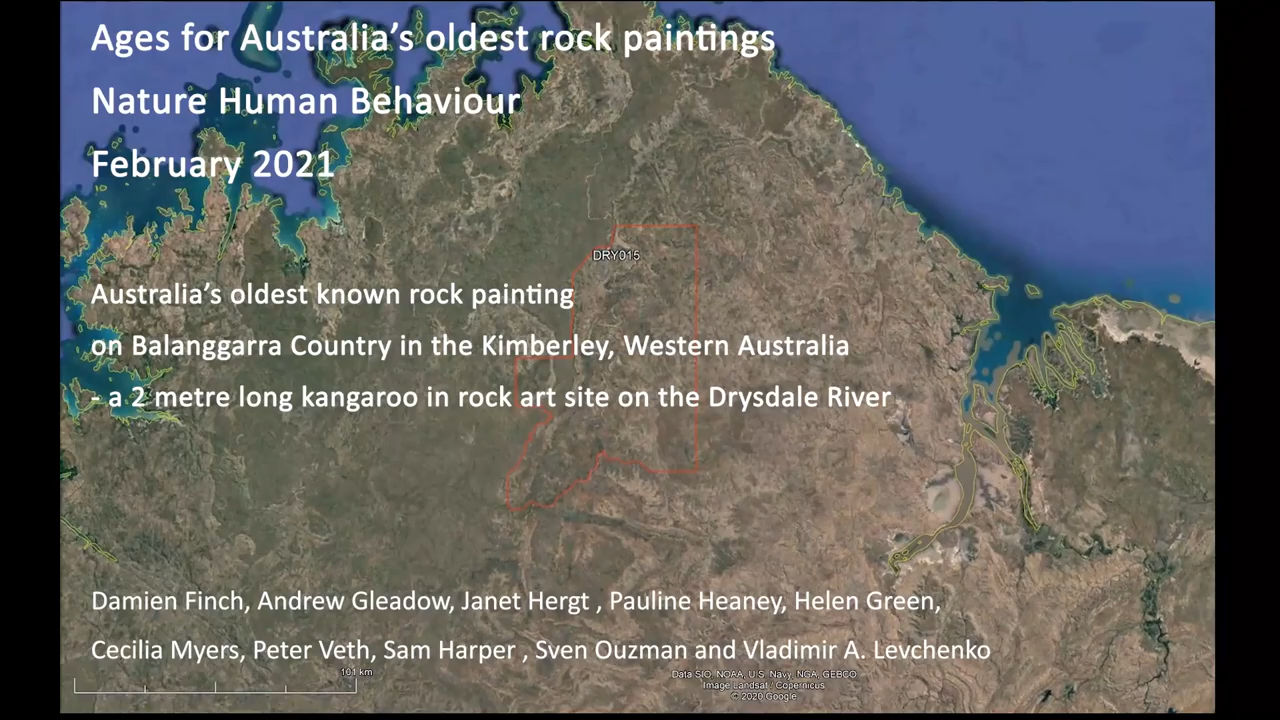 Ages for Australia's oldest rock paintings
Nature Human Behaviour
February 2021
DRY015
Australia's oldest known rock painting
on Balanggarra Country in the Kimberley, Western Australia
- a 2 metre long kangaroo in rock art site on the Drysdale River
Damien Finch, Andrew Gleadow, Janet Hergt , Pauline Heaney, Helen Green,
Cecilia Myers, Peter Veth, Sam Harper , Sven Ouzman and Vladimir A. Levchenko
101 km
Data SIO, NOAA, U.S. Navy, NGA, GEBCO
Image Landsat / Copernicus
© 2020 Google